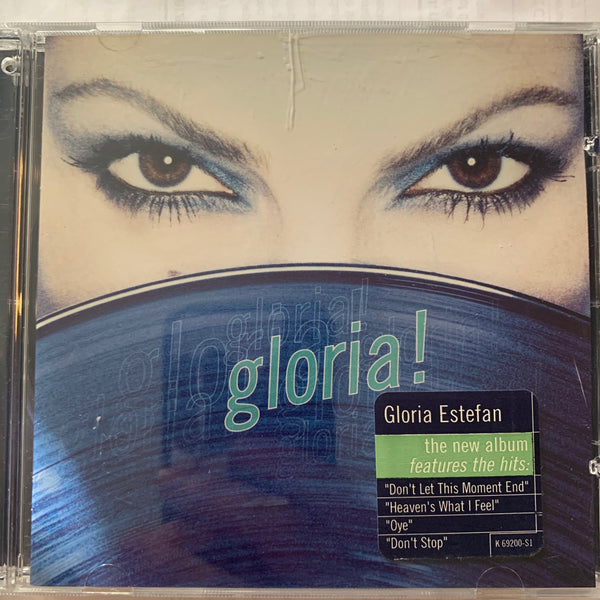 gloria!
gloria!
Gloria Estefan
the new album
features the hits:
"Don't Let This Moment End"
"Heaven's What I Feel"
"Oye"
"Don't Stop"
K 69200-S1